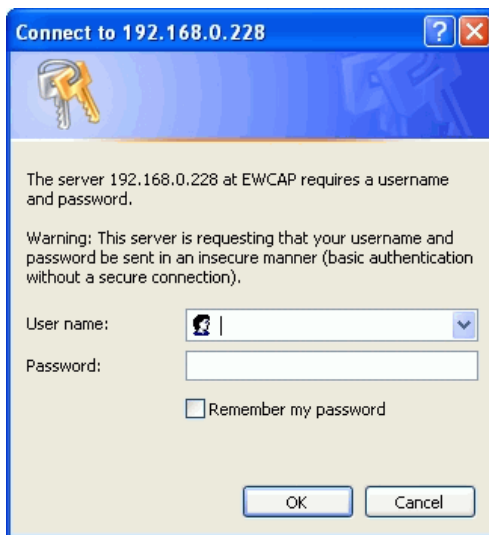 Connect to 192.168.0.228
The server 192.168.0.228 at EWCAP requires a username
and password.
Warning: This server is requesting that your username and
password be sent in an insecure manner (basic authentication
without a secure connection).
User name:
Password:
Remember my password
OK Cancel